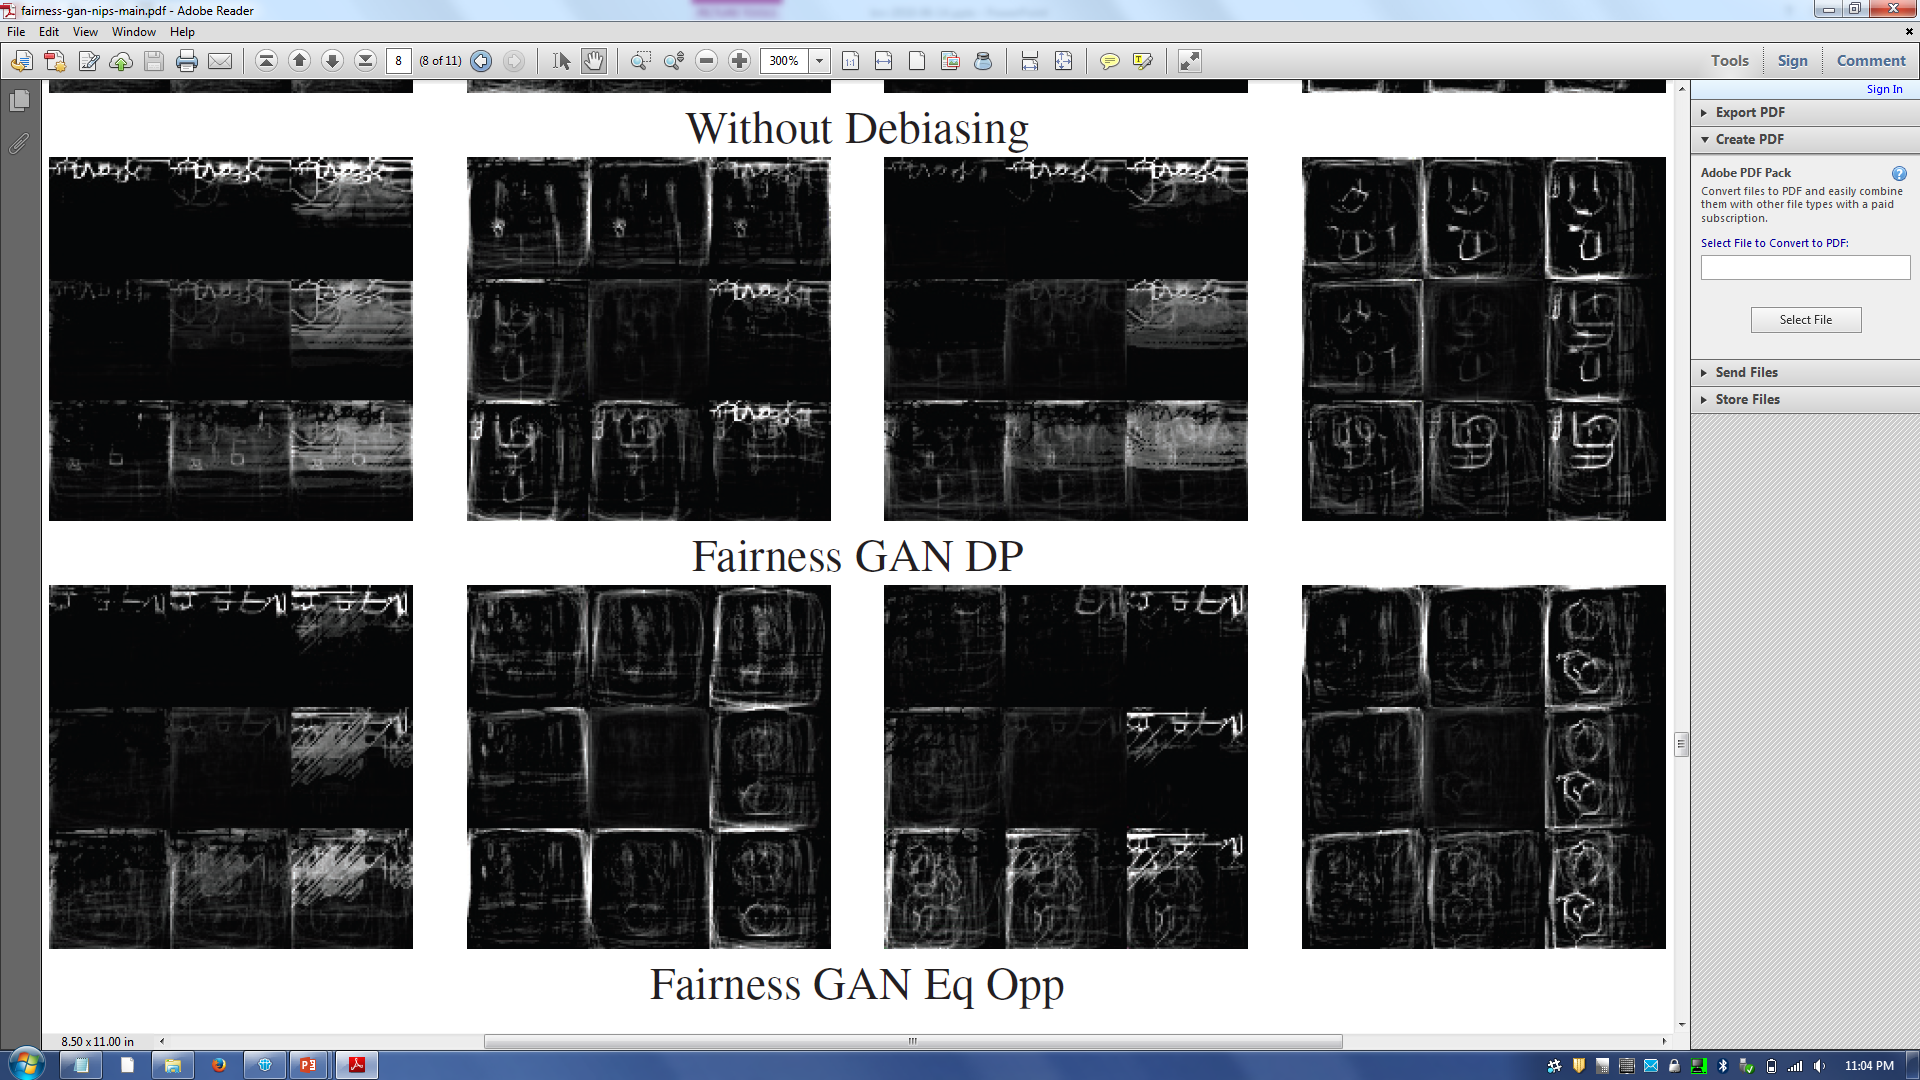 fairness-gan-nips-main.pdf - Adobe Reader
File Edit View Window Help
8 (8 of 11) 300% Tools Sign Comment
Sign In
Export PDF
Create PDF
Adobe PDF Pack
Convert files to PDF and easily combine
them with other file types with a paid
subscription.
Select File to Convert to PDF:
Select File
Send Files
Store Files
Without Debiasing
Fairness GAN DP
Fairness GAN Eq Opp
8.50 x 11.00 in
11:04 PM